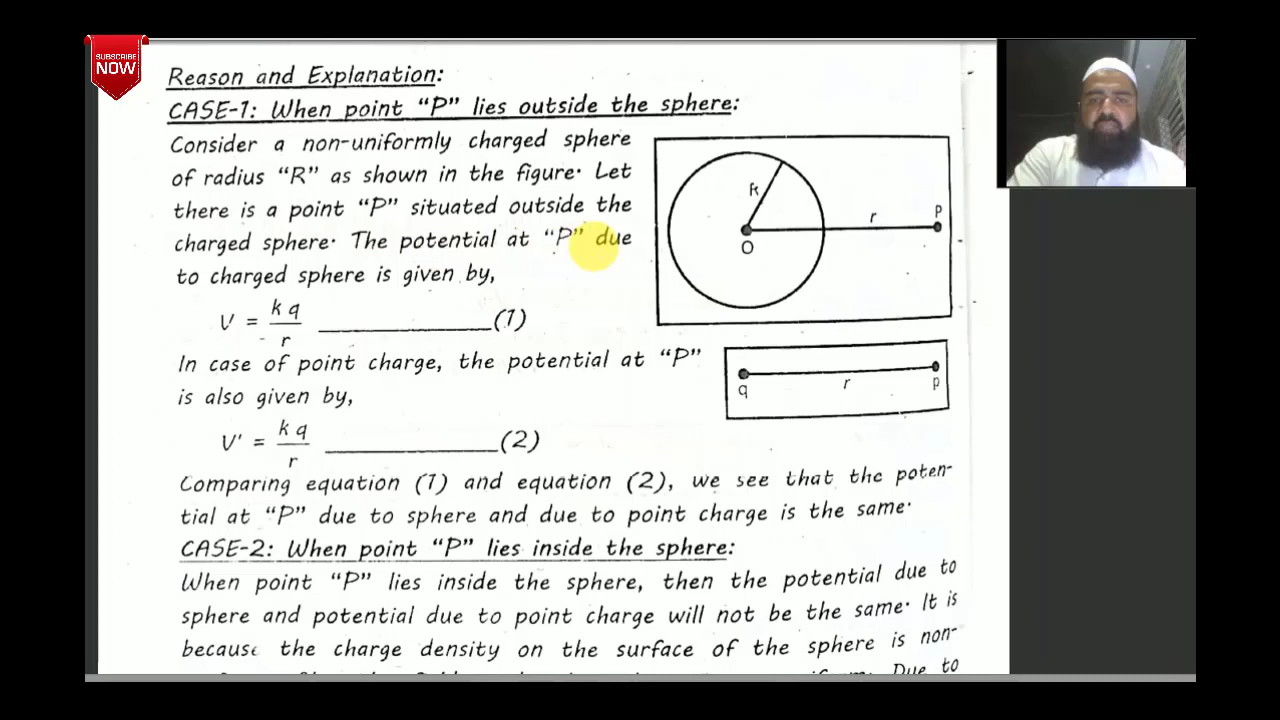 SUBSCRIBE
NOW
Reason and Explanation:
CASE-1: When point “P” lies outside the sphere:
Consider a non-uniformly charged sphere
of radius “R” as shown in the figure· Let
there is a point “P” situated outside the
charged sphere· The potential at “P” due
to charged sphere is given by,
V = kq/r ____________(1)
R
r
P
O
In case of point charge, the potential at “P”
is also given by,
V' = kq/r ____________(2)
q
r
P
Comparing equation (1) and equation (2), we see that the poten-
tial at “P” due to sphere and due to point charge is the same·
CASE-2: When point “P” lies inside the sphere:
When point “P” lies inside the sphere, then the potential due to
sphere and potential due to point charge will not be the same· It is
because the charge density on the surface of the sphere is non-
Due to